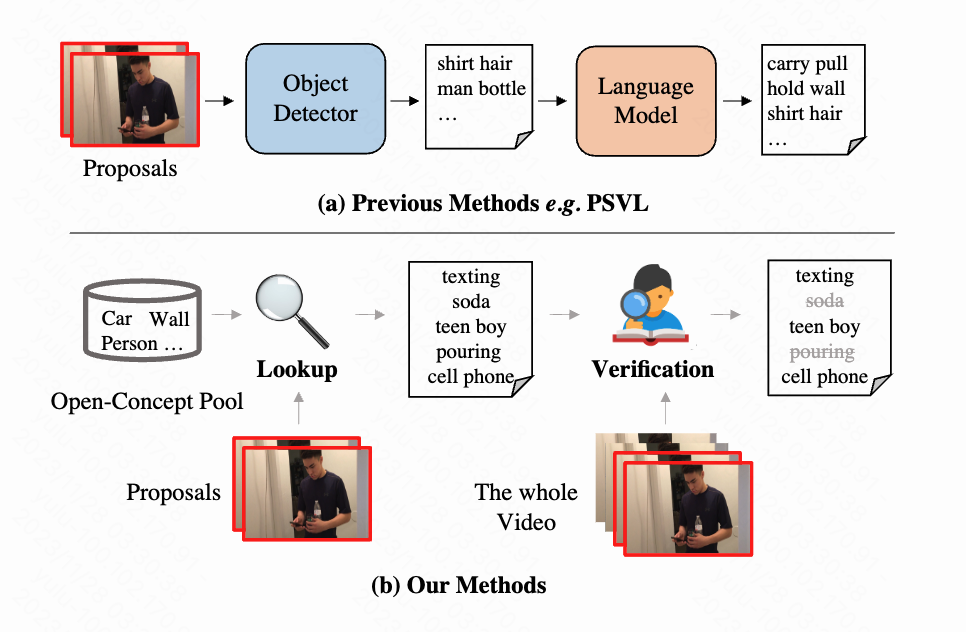 Proposals
Object
Detector
shirt hair
man bottle
…
Language
Model
carry pull
hold wall
shirt hair
…
(a) Previous Methods e.g. PSVL
Car Wall
Person …
Open-Concept Pool
Lookup
Proposals
texting
soda
teen boy
pouring
cell phone
Verification
The whole
Video
texting
soda
teen boy
pouring
cell phone
(b) Our Methods